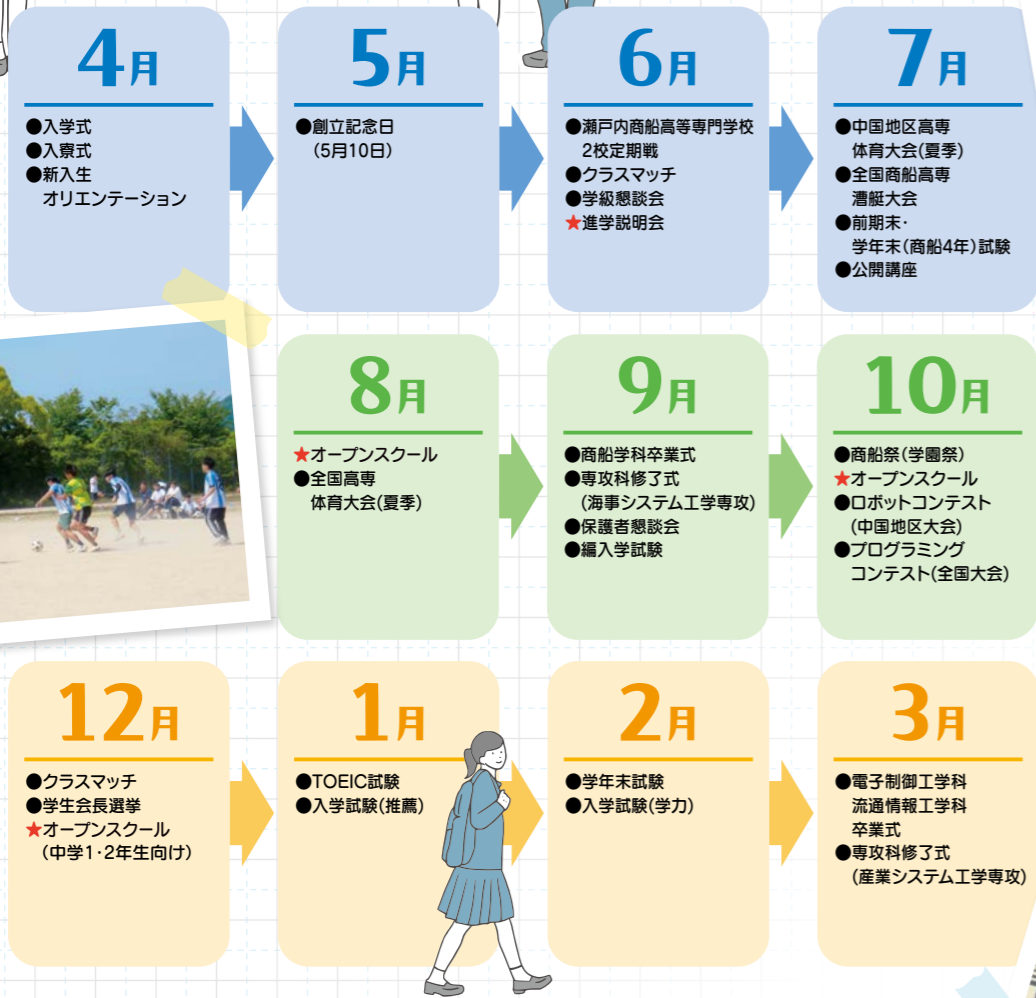 4月
●入学式
●入寮式
●新入生
オリエンテーション
5月
●創立記念日
(5月10日)
6月
●瀬戸内商船高等専門学校
2校定期戦
●クラスマッチ
●学級懇談会
★進学説明会
7月
●中国地区高専
体育大会(夏季)
●全国商船高専
漕艇大会
●前期末・
学年末(商船4年)試験
●公開講座
8月
★オープンスクール
●全国高専
体育大会(夏季)
9月
●商船学科卒業式
●専攻科修了式
(海事システム工学専攻)
●保護者懇談会
●編入学試験
10月
●商船祭(学園祭)
★オープンスクール
●ロボットコンテスト
(中国地区大会)
●プログラミング
コンテスト(全国大会)
12月
●クラスマッチ
●学生会長選挙
★オープンスクール
(中学1・2年生向け)
1月
●TOEIC試験
●入学試験(推薦)
2月
●学年末試験
●入学試験(学力)
3月
●電子制御工学科
流通情報工学科
卒業式
●専攻科修了式
(産業システム工学専攻)